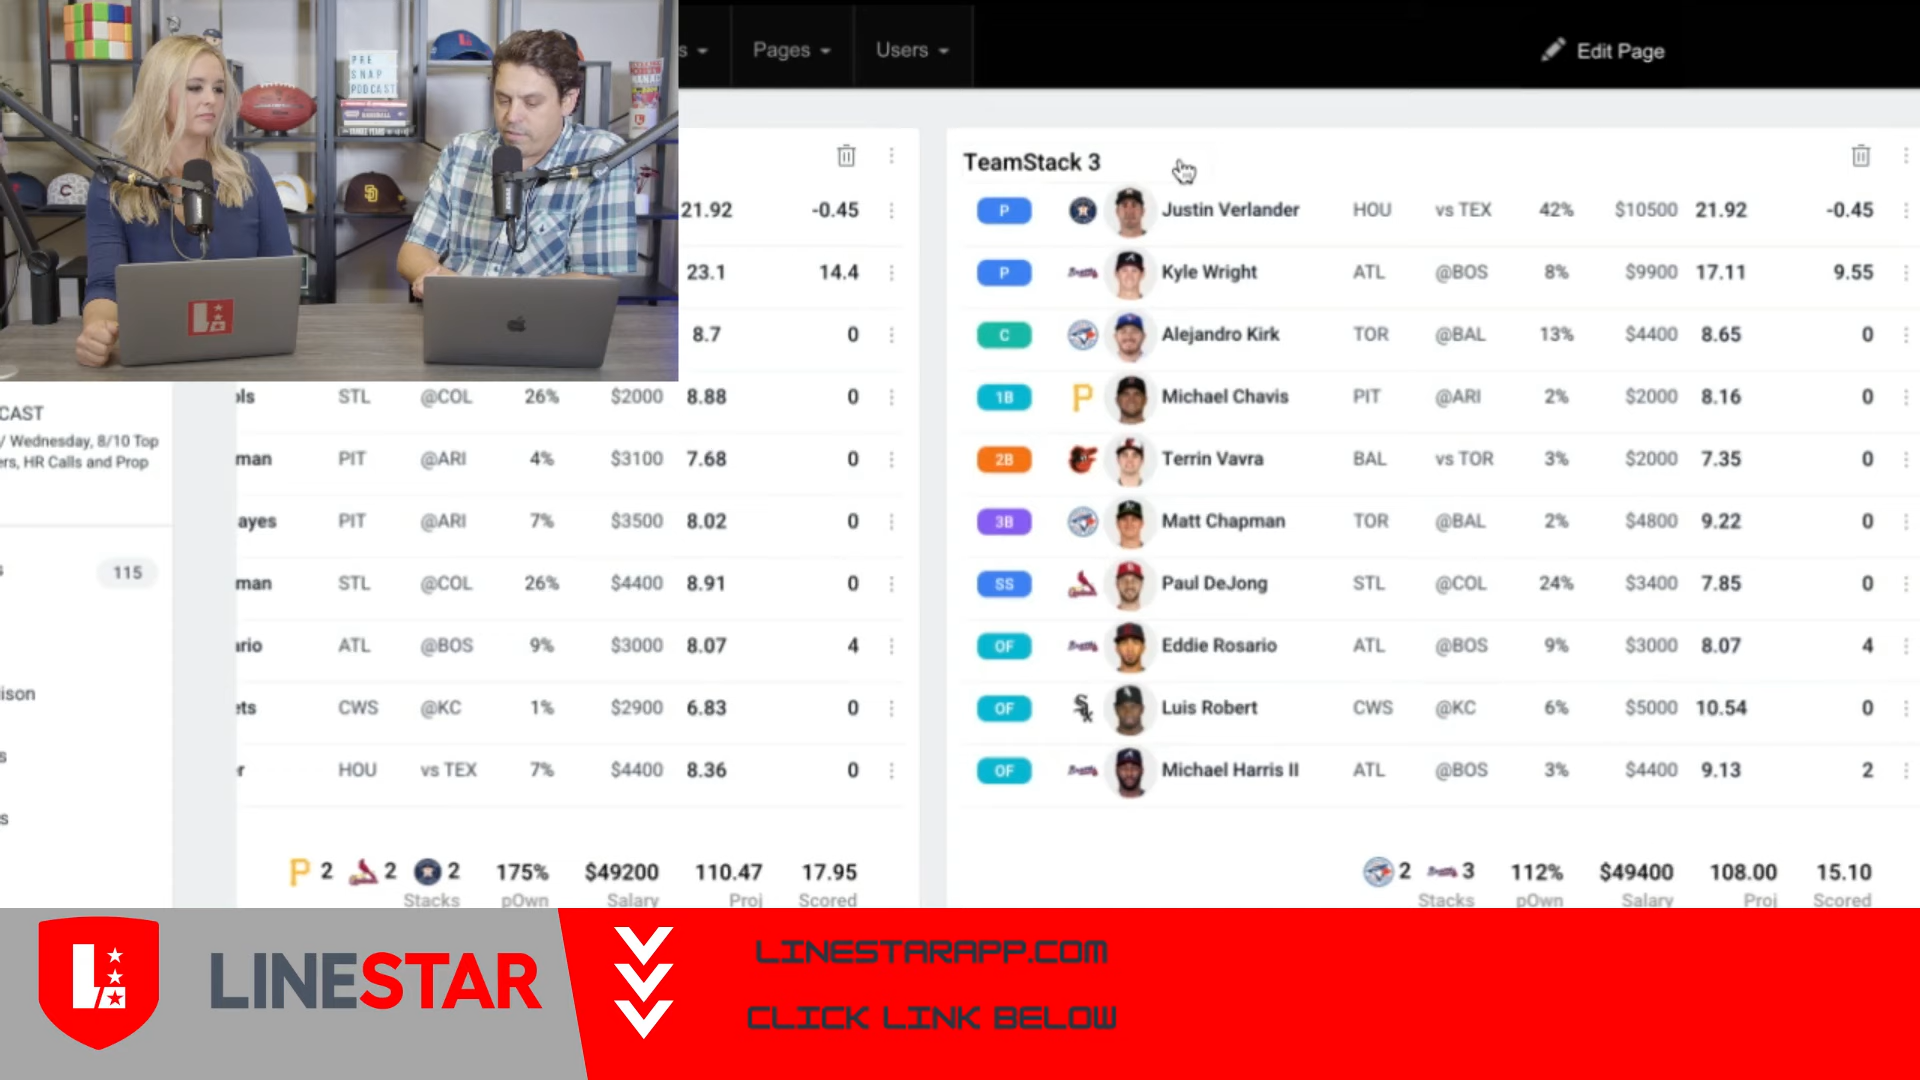 PRE
SNAP
PODCAST
s
Pages
Users
Edit Page
21.92 -0.45
23.1 14.4
8.7 0
ls STL @COL 26% $2000 8.88 0
man PIT @ARI 4% $3100 7.68 0
ayes PIT @ARI 7% $3500 8.02 0
man STL @COL 26% $4400 8.91 0
rio ATL @BOS 9% $3000 8.07 4
ets CWS @KC 1% $2900 6.83 0
r HOU vs TEX 7% $4400 8.36 0
P 2 2 2 175% $49200 110.47 17.95
Stacks pOwn Salary Proj Scored
CAST
/ Wednesday, 8/10 Top
ers, HR Calls and Prop
s 115
ison
s
s
TeamStack 3
P Justin Verlander HOU vs TEX 42% $10500 21.92 -0.45
P Kyle Wright ATL @BOS 8% $9900 17.11 9.55
C Alejandro Kirk TOR @BAL 13% $4400 8.65 0
1B P Michael Chavis PIT @ARI 2% $2000 8.16 0
2B Terrin Vavra BAL vs TOR 3% $2000 7.35 0
3B Matt Chapman TOR @BAL 2% $4800 9.22 0
SS Paul DeJong STL @COL 24% $3400 7.85 0
OF Eddie Rosario ATL @BOS 9% $3000 8.07 4
OF Luis Robert CWS @KC 6% $5000 10.54 0
OF Michael Harris II ATL @BOS 3% $4400 9.13 2
2 3 112% $49400 108.00 15.10
Stacks pOwn Salary Proj Scored
LINESTAR
LINESTARAPP.COM
CLICK LINK BELOW